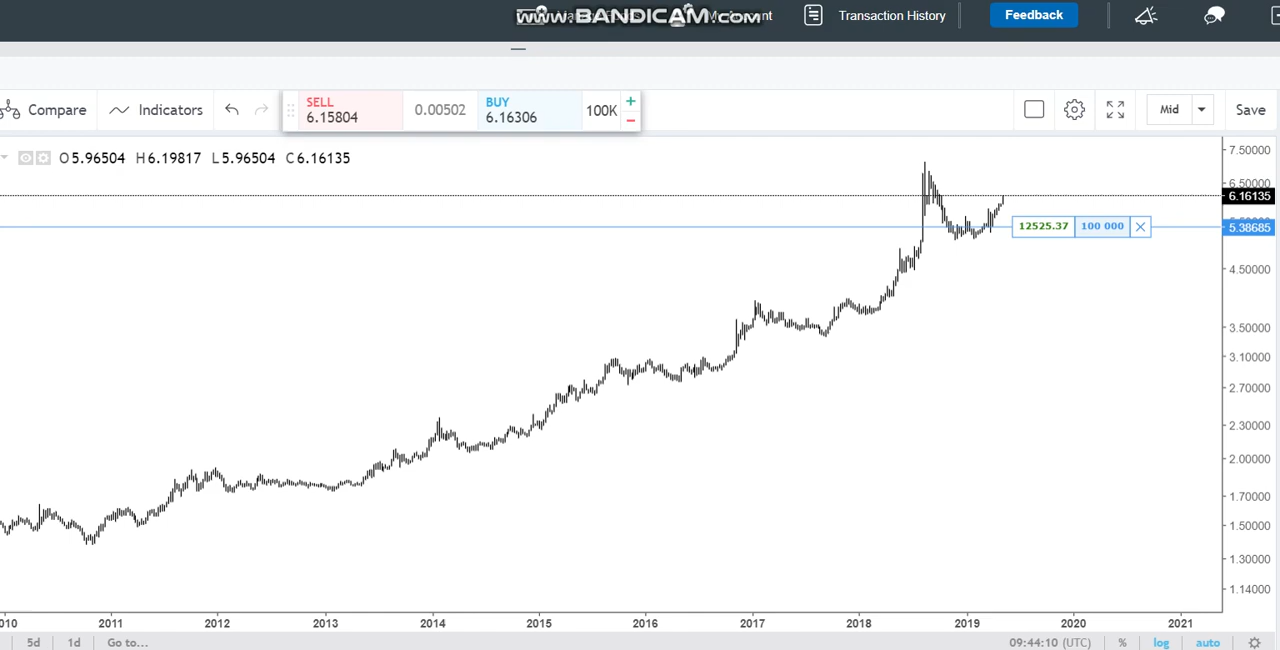 www.BANDICAM.com
Transaction History
Feedback
Compare
Indicators
SELL
6.15804
0.00502
BUY
6.16306
100K
+
−
Mid
Save
O5.96504 H6.19817 L5.96504 C6.16135
7.50000
6.50000
6.16135
12525.37
100 000
5.38685
4.50000
3.50000
3.10000
2.70000
2.30000
2.00000
1.70000
1.50000
1.30000
1.14000
010 2011 2012 2013 2014 2015 2016 2017 2018 2019 2020 2021
5d 1d Go to... 09:44:10 (UTC) % log auto